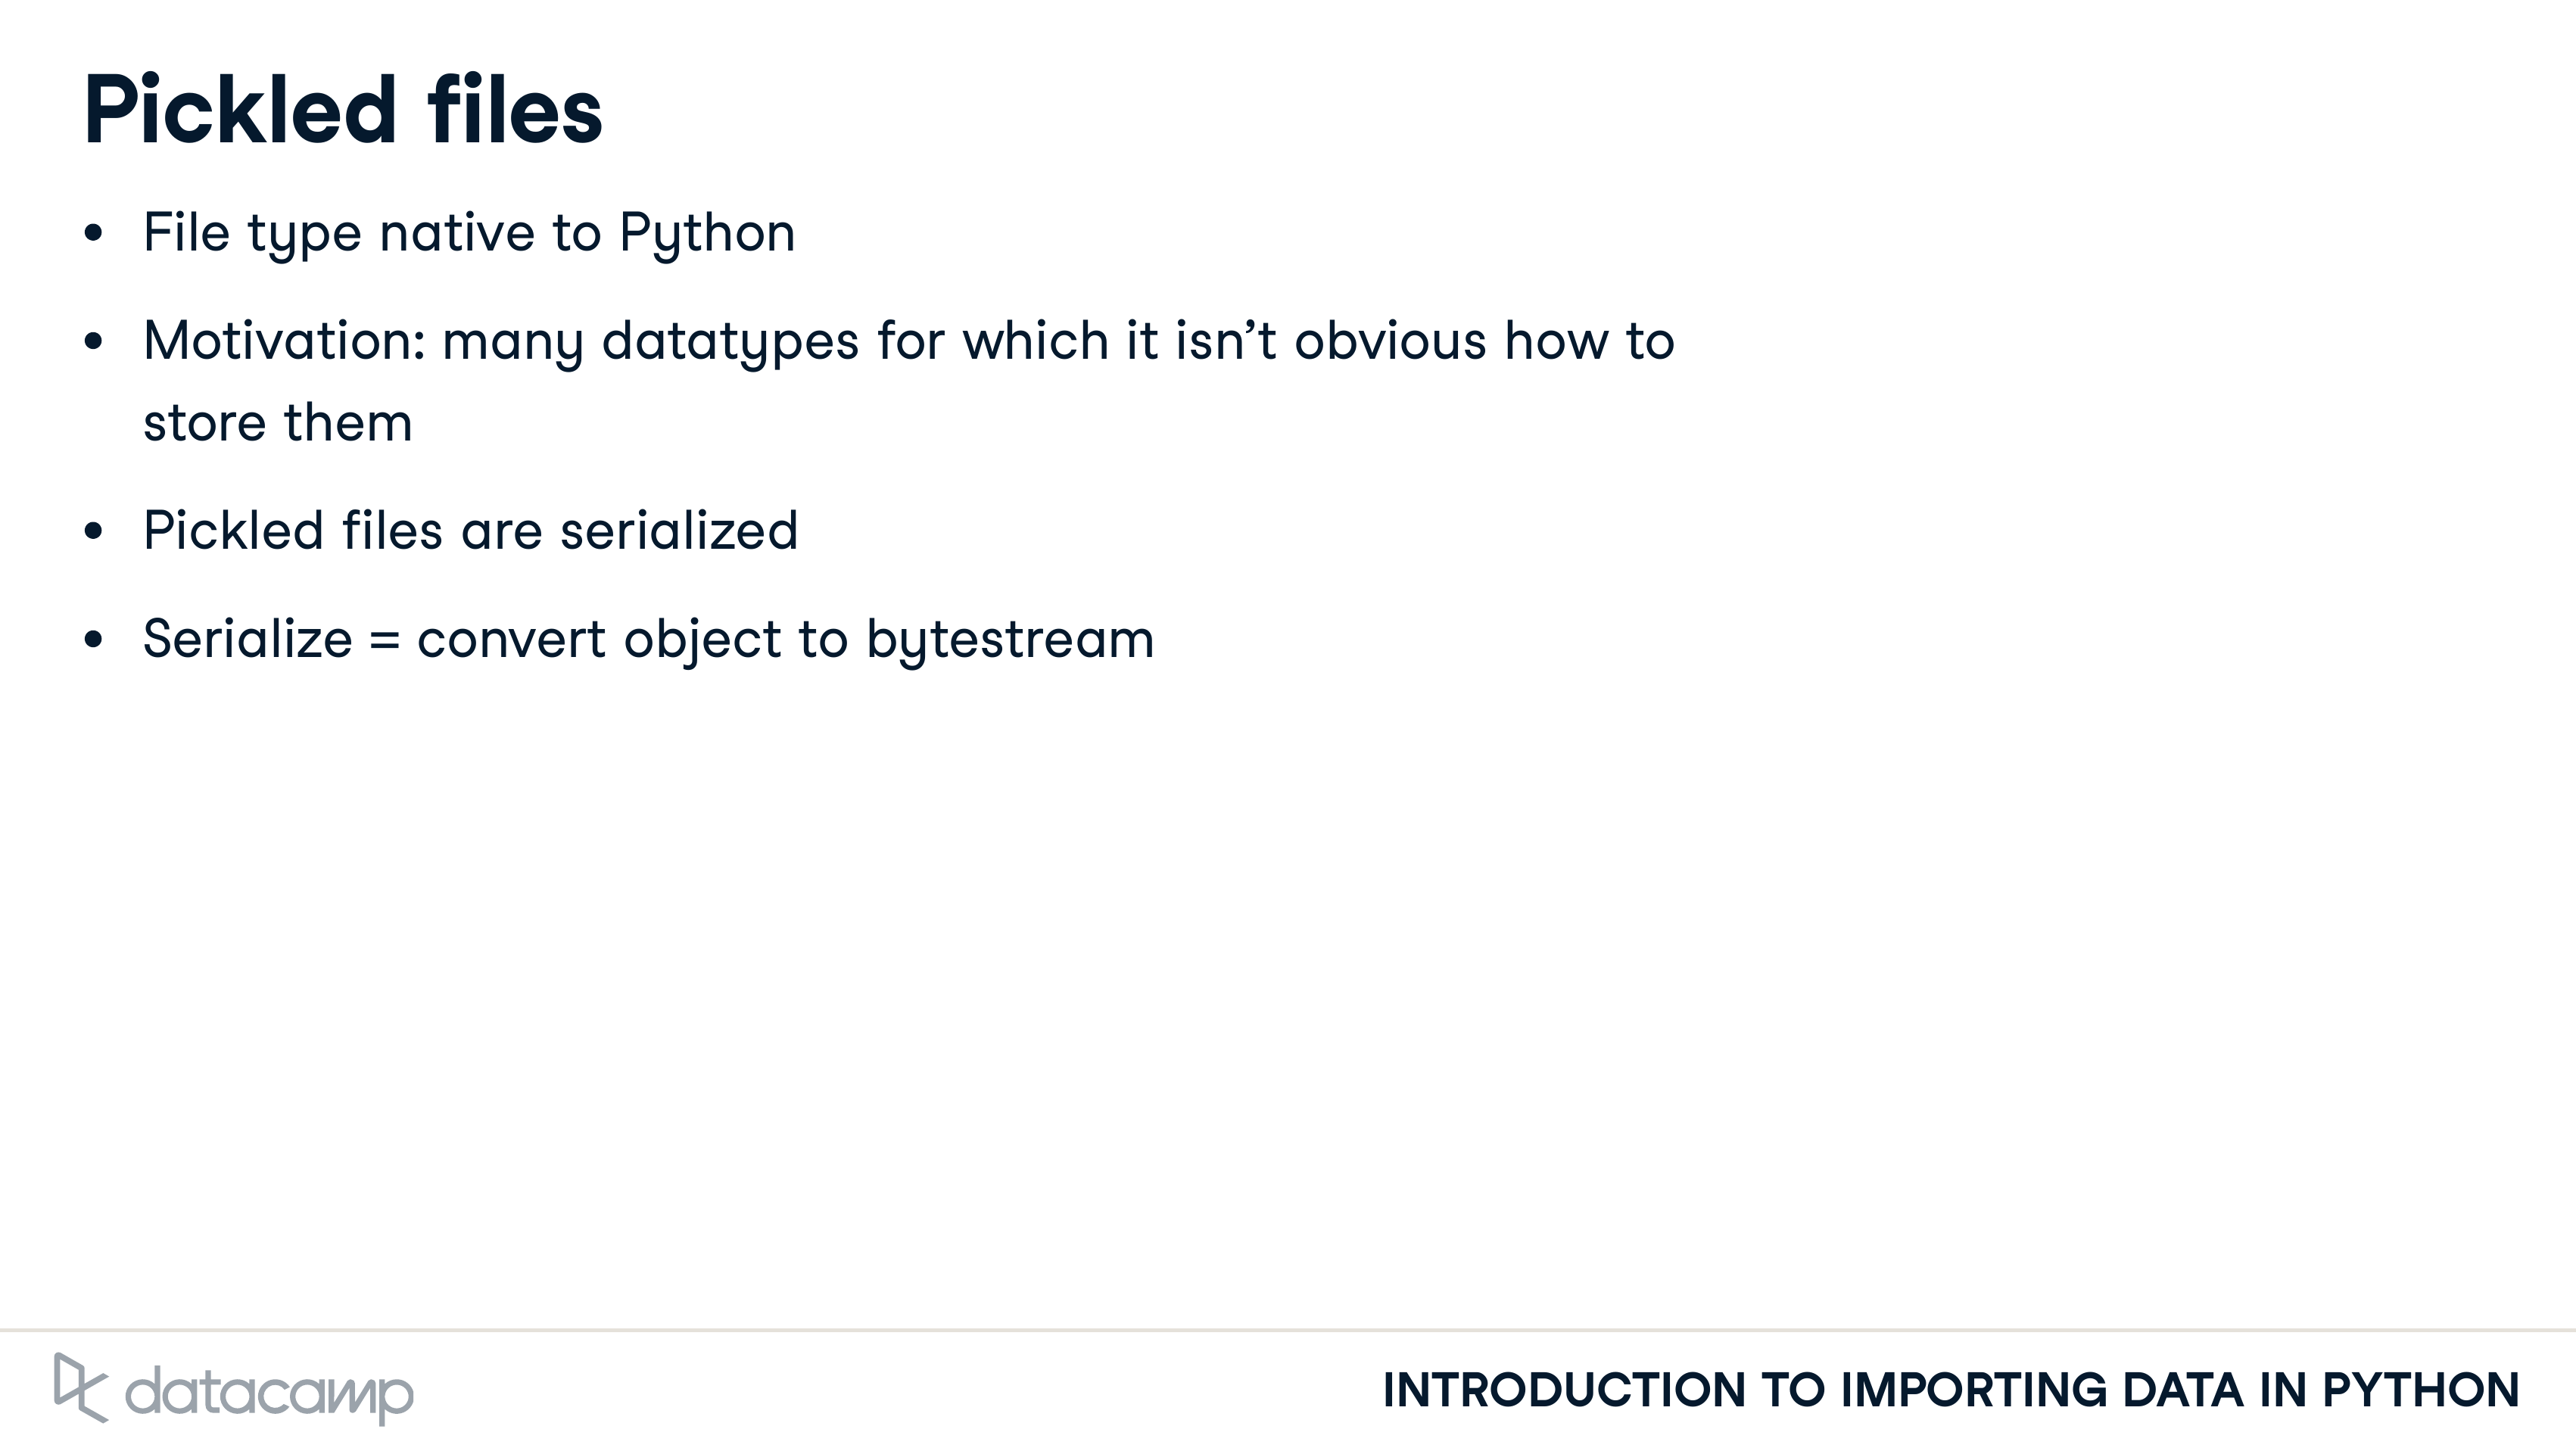 Pickled files
• File type native to Python
• Motivation: many datatypes for which it isn’t obvious how to
store them
• Pickled files are serialized
• Serialize = convert object to bytestream
datacamp
INTRODUCTION TO IMPORTING DATA IN PYTHON